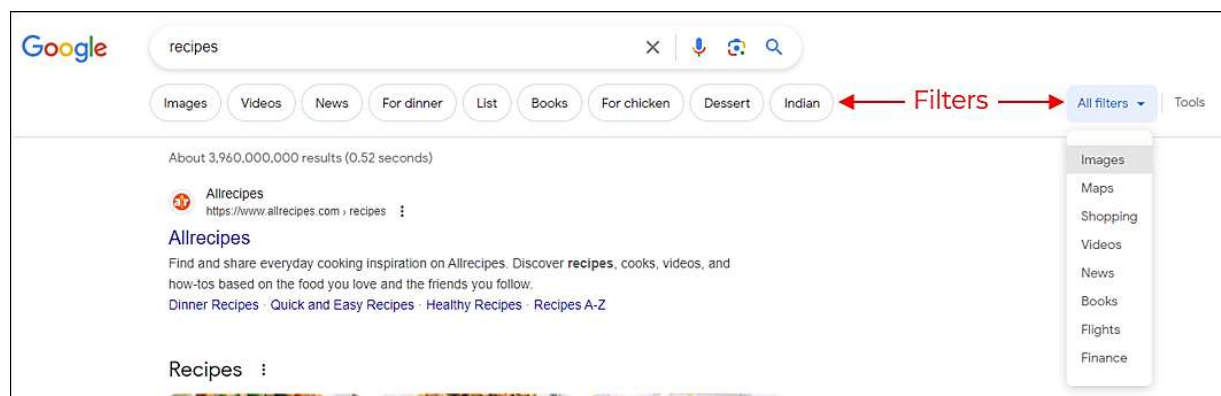 Google
recipes
Images Videos News For dinner List Books For chicken Dessert Indian Filters All filters Tools
About 3,960,000,000 results (0.52 seconds)
Allrecipes
https://www.allrecipes.com › recipes
Allrecipes
Find and share everyday cooking inspiration on Allrecipes. Discover recipes, cooks, videos, and
how-tos based on the food you love and the friends you follow.
Dinner Recipes · Quick and Easy Recipes · Healthy Recipes · Recipes A-Z
Recipes
Images
Maps
Shopping
Videos
News
Books
Flights
Finance